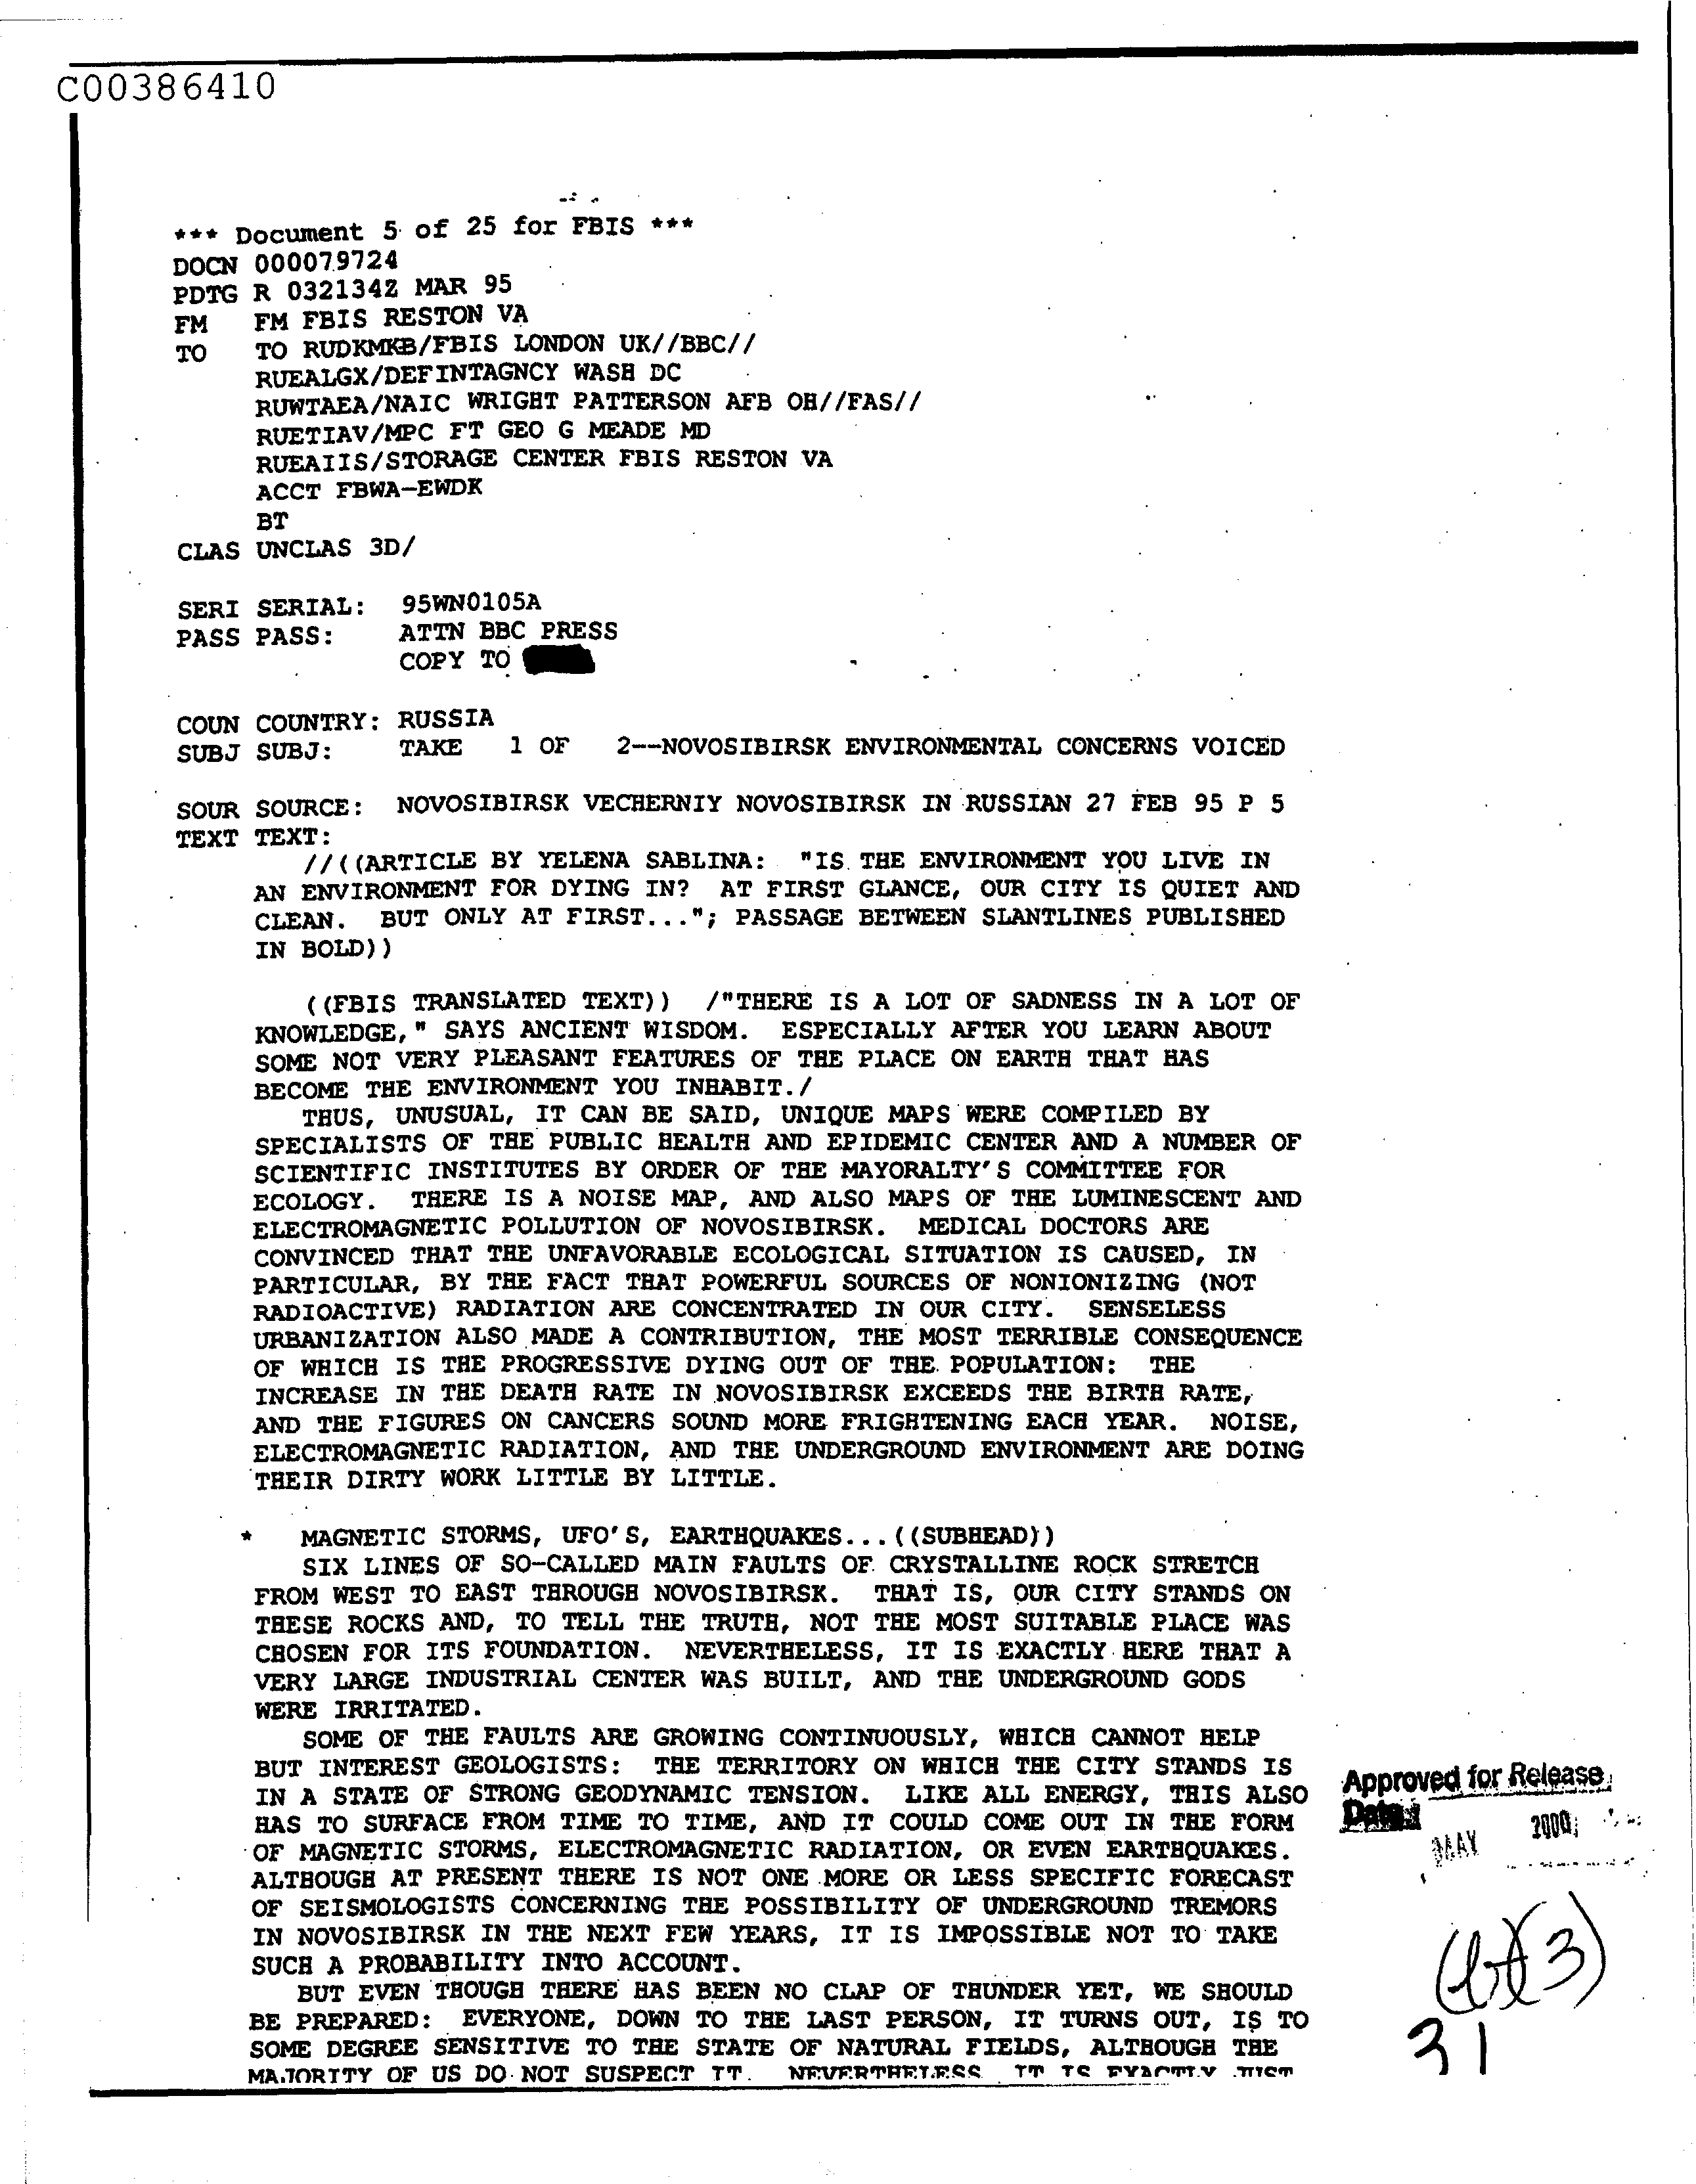 C00386410
*** Document 5 of 25 for FBIS ***
DOCN 000079724
PDTG R 032134Z MAR 95
FM FM FBIS RESTON VA
TO TO RUDKMKB/FBIS LONDON UK//BBC//
RUEALGX/DEFINTAGNCY WASH DC
RUWTAEA/NAIC WRIGHT PATTERSON AFB OH//FAS//
RUETIAV/MPC FT GEO G MEADE MD
RUEAIIS/STORAGE CENTER FBIS RESTON VA
ACCT FBWA-EWDK
BT
CLAS UNCLAS 3D/
SERI SERIAL: 95WN0105A
PASS PASS: ATTN BBC PRESS
COPY TO
COUN COUNTRY: RUSSIA
SUBJ SUBJ: TAKE 1 OF 2--NOVOSIBIRSK ENVIRONMENTAL CONCERNS VOICED
SOUR SOURCE: NOVOSIBIRSK VECHERNIY NOVOSIBIRSK IN RUSSIAN 27 FEB 95 P 5
TEXT TEXT:
//((ARTICLE BY YELENA SABLINA: "IS THE ENVIRONMENT YOU LIVE IN
AN ENVIRONMENT FOR DYING IN? AT FIRST GLANCE, OUR CITY IS QUIET AND
CLEAN. BUT ONLY AT FIRST..."; PASSAGE BETWEEN SLANTLINES PUBLISHED
IN BOLD))
((FBIS TRANSLATED TEXT)) /"THERE IS A LOT OF SADNESS IN A LOT OF
KNOWLEDGE," SAYS ANCIENT WISDOM. ESPECIALLY AFTER YOU LEARN ABOUT
SOME NOT VERY PLEASANT FEATURES OF THE PLACE ON EARTH THAT HAS
BECOME THE ENVIRONMENT YOU INHABIT./
THUS, UNUSUAL, IT CAN BE SAID, UNIQUE MAPS WERE COMPILED BY
SPECIALISTS OF THE PUBLIC HEALTH AND EPIDEMIC CENTER AND A NUMBER OF
SCIENTIFIC INSTITUTES BY ORDER OF THE MAYORALTY'S COMMITTEE FOR
ECOLOGY. THERE IS A NOISE MAP, AND ALSO MAPS OF THE LUMINESCENT AND
ELECTROMAGNETIC POLLUTION OF NOVOSIBIRSK. MEDICAL DOCTORS ARE
CONVINCED THAT THE UNFAVORABLE ECOLOGICAL SITUATION IS CAUSED, IN
PARTICULAR, BY THE FACT THAT POWERFUL SOURCES OF NONIONIZING (NOT
RADIOACTIVE) RADIATION ARE CONCENTRATED IN OUR CITY. SENSELESS
URBANIZATION ALSO MADE A CONTRIBUTION, THE MOST TERRIBLE CONSEQUENCE
OF WHICH IS THE PROGRESSIVE DYING OUT OF THE POPULATION: THE
INCREASE IN THE DEATH RATE IN NOVOSIBIRSK EXCEEDS THE BIRTH RATE,
AND THE FIGURES ON CANCERS SOUND MORE FRIGHTENING EACH YEAR. NOISE,
ELECTROMAGNETIC RADIATION, AND THE UNDERGROUND ENVIRONMENT ARE DOING
THEIR DIRTY WORK LITTLE BY LITTLE.
* MAGNETIC STORMS, UFO'S, EARTHQUAKES...((SUBHEAD))
SIX LINES OF SO-CALLED MAIN FAULTS OF CRYSTALLINE ROCK STRETCH
FROM WEST TO EAST THROUGH NOVOSIBIRSK. THAT IS, OUR CITY STANDS ON
THESE ROCKS AND, TO TELL THE TRUTH, NOT THE MOST SUITABLE PLACE WAS
CHOSEN FOR ITS FOUNDATION. NEVERTHELESS, IT IS EXACTLY HERE THAT A
VERY LARGE INDUSTRIAL CENTER WAS BUILT, AND THE UNDERGROUND GODS
WERE IRRITATED.
SOME OF THE FAULTS ARE GROWING CONTINUOUSLY, WHICH CANNOT HELP
BUT INTEREST GEOLOGISTS: THE TERRITORY ON WHICH THE CITY STANDS IS
IN A STATE OF STRONG GEODYNAMIC TENSION. LIKE ALL ENERGY, THIS ALSO
HAS TO SURFACE FROM TIME TO TIME, AND IT COULD COME OUT IN THE FORM
OF MAGNETIC STORMS, ELECTROMAGNETIC RADIATION, OR EVEN EARTHQUAKES.
ALTHOUGH AT PRESENT THERE IS NOT ONE MORE OR LESS SPECIFIC FORECAST
OF SEISMOLOGISTS CONCERNING THE POSSIBILITY OF UNDERGROUND TREMORS
IN NOVOSIBIRSK IN THE NEXT FEW YEARS, IT IS IMPOSSIBLE NOT TO TAKE
SUCH A PROBABILITY INTO ACCOUNT.
BUT EVEN THOUGH THERE HAS BEEN NO CLAP OF THUNDER YET, WE SHOULD
BE PREPARED: EVERYONE, DOWN TO THE LAST PERSON, IT TURNS OUT, IS TO
SOME DEGREE SENSITIVE TO THE STATE OF NATURAL FIELDS, ALTHOUGH THE
MAJORITY OF US DO NOT SUSPECT IT. NEVERTHELESS IT IS EXACTLY JUST
Approved for Release
Date
MAY 2000
31